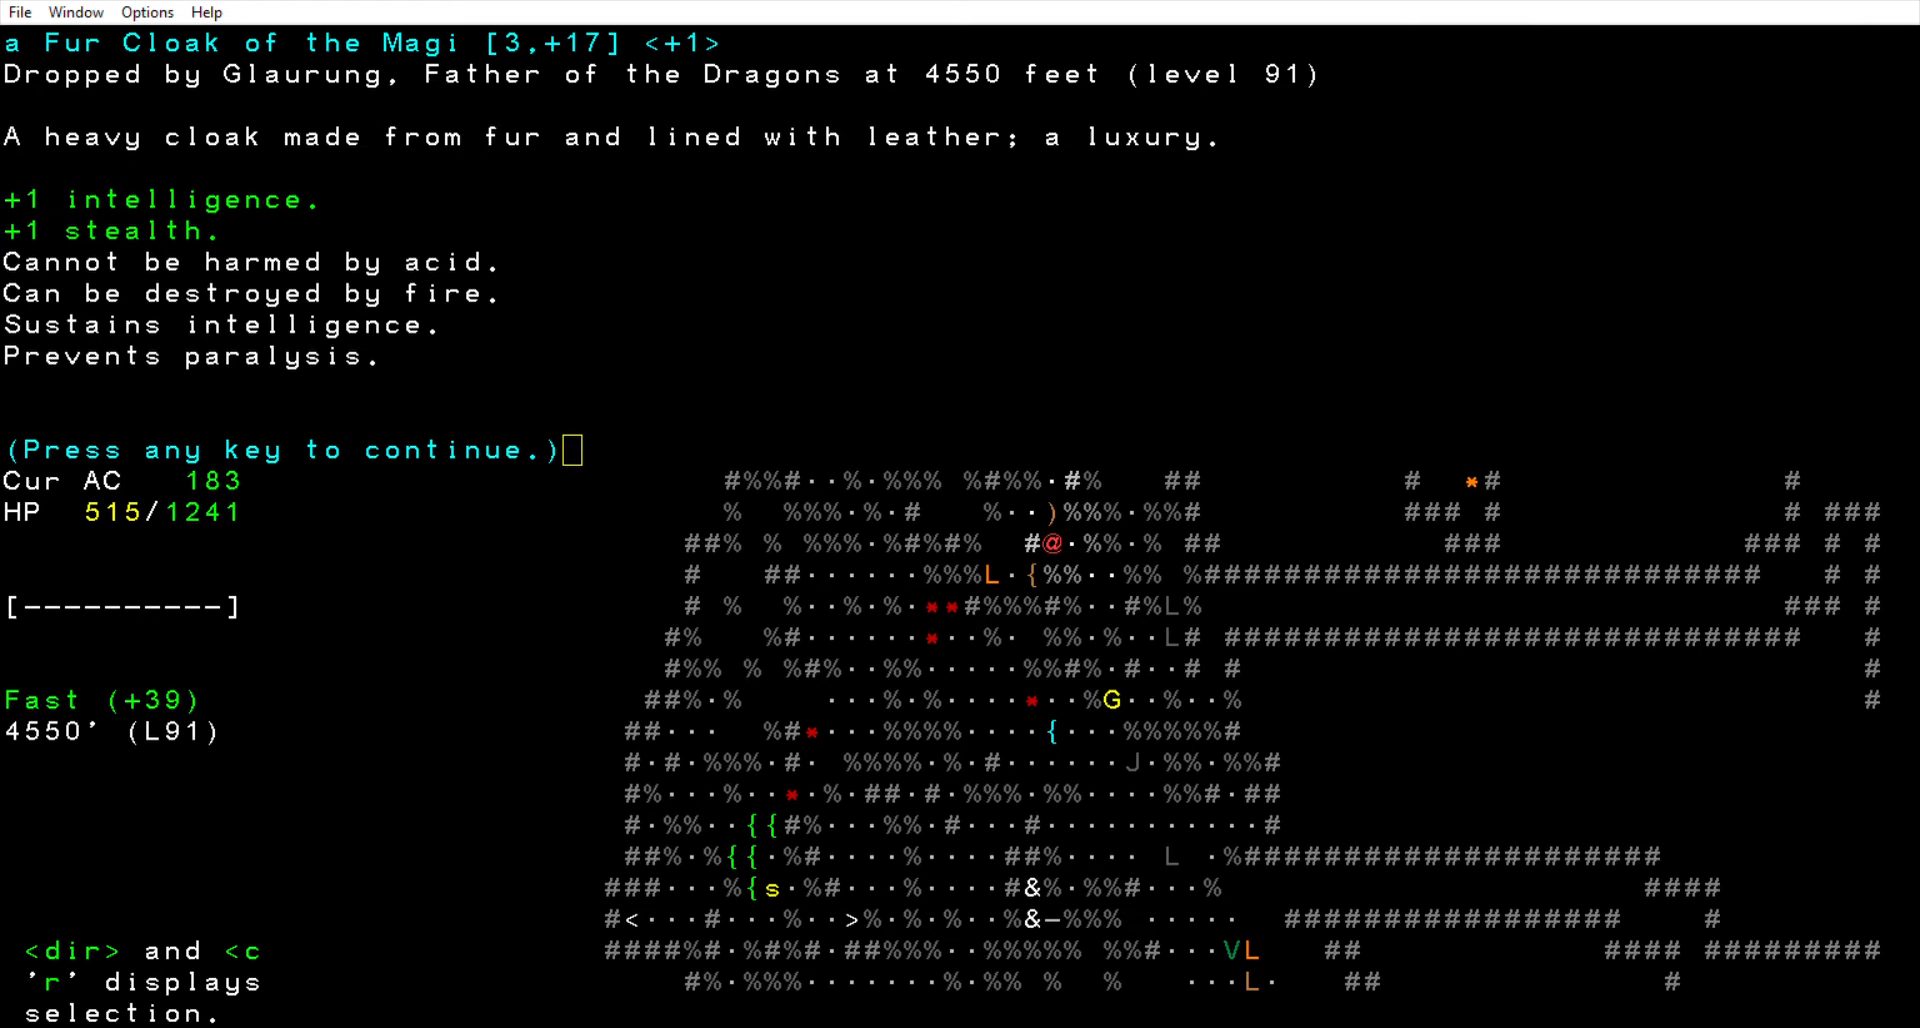 File Window Options Help
a Fur Cloak of the Magi [3,+17] <+1>
Dropped by Glaurung, Father of the Dragons at 4550 feet (level 91)
A heavy cloak made from fur and lined with leather; a luxury.
+1 intelligence.
+1 stealth.
Cannot be harmed by acid.
Can be destroyed by fire.
Sustains intelligence.
Prevents paralysis.
(Press any key to continue.)
Cur AC 183
HP 515/1241
[----------]
Fast (+39)
4550' (L91)
<dir> and <c
'r' displays
selection.